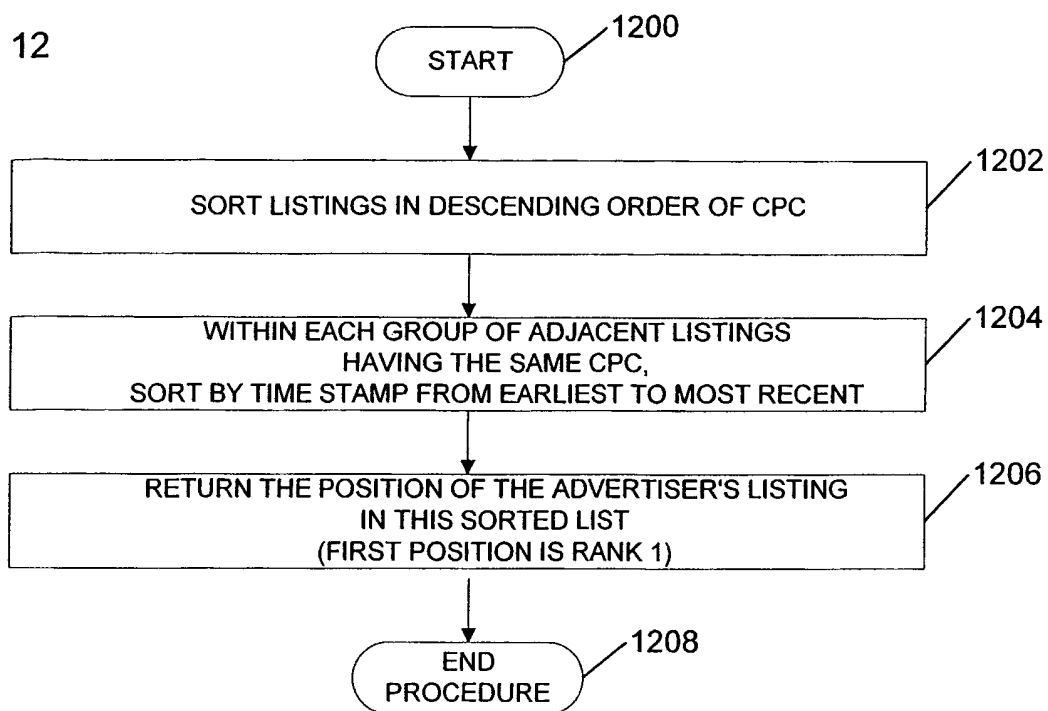 12
1200
START
1202
SORT LISTINGS IN DESCENDING ORDER OF CPC
1204
WITHIN EACH GROUP OF ADJACENT LISTINGS
HAVING THE SAME CPC,
SORT BY TIME STAMP FROM EARLIEST TO MOST RECENT
1206
RETURN THE POSITION OF THE ADVERTISER'S LISTING
IN THIS SORTED LIST
(FIRST POSITION IS RANK 1)
1208
END
PROCEDURE